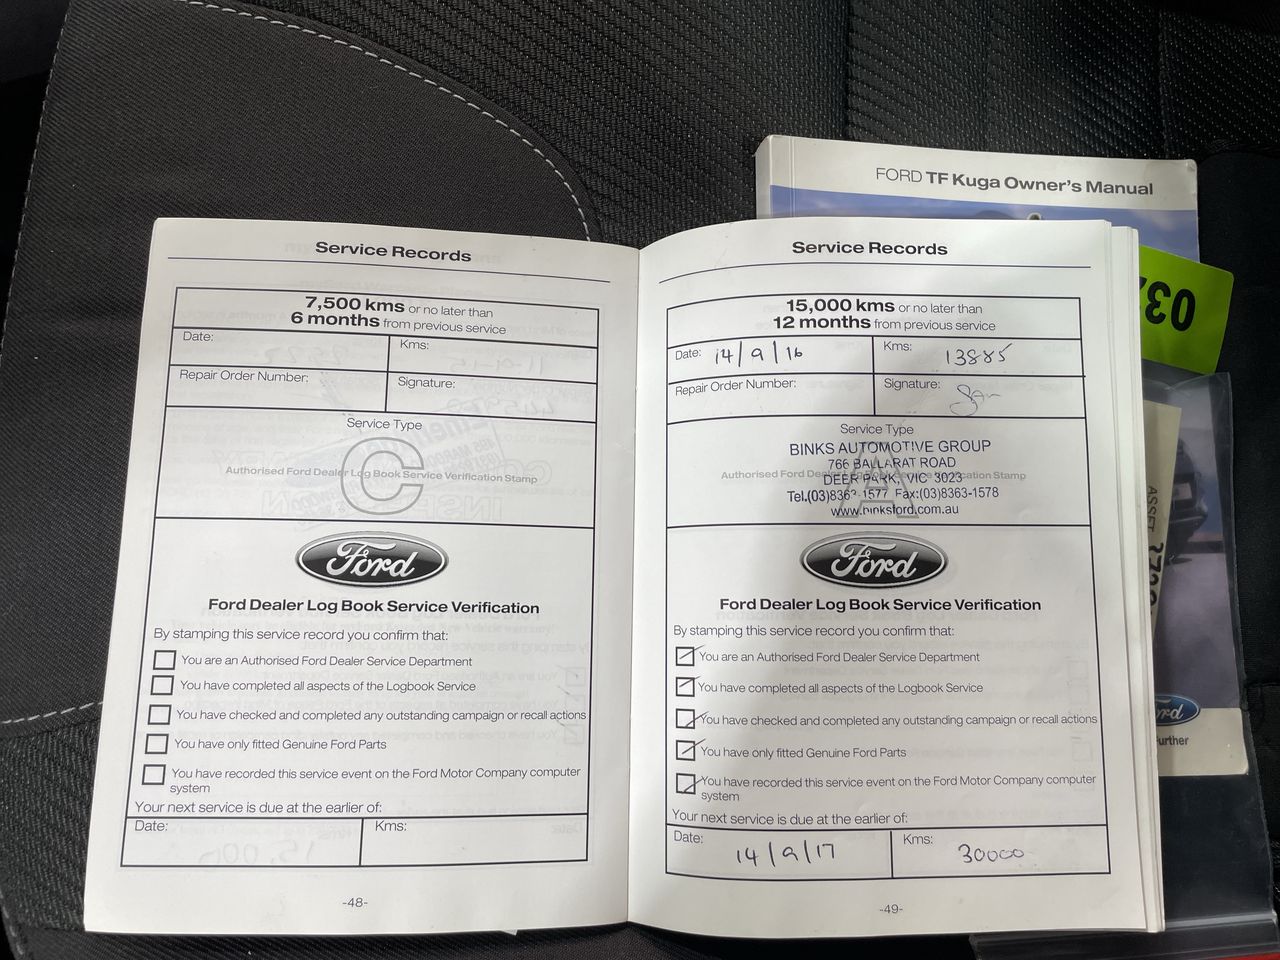 FORD TF Kuga Owner's Manual
Service Records
7,500 kms or no later than
6 months from previous service
Date:
Kms:
Repair Order Number:
Signature:
Service Type
C
Authorised Ford Dealer Log Book Service Verification Stamp
Ford
Ford Dealer Log Book Service Verification
By stamping this service record you confirm that:
You are an Authorised Ford Dealer Service Department
You have completed all aspects of the Logbook Service
You have checked and completed any outstanding campaign or recall actions
You have only fitted Genuine Ford Parts
You have recorded this service event on the Ford Motor Company computer
system
Your next service is due at the earlier of:
Date:
Kms:
-48-
Service Records
15,000 kms or no later than
12 months from previous service
Date: 14/9/16
Kms: 13885
Repair Order Number:
Signature:
Service Type
A
BINKS AUTOMOTIVE GROUP
766 BALLARAT ROAD
Authorised Ford Dealer Log Book Service Verification Stamp
DEER PARK, VIC 3023
Tel.(03)8363-1577 Fax:(03)8363-1578
www.binksford.com.au
Ford
Ford Dealer Log Book Service Verification
By stamping this service record you confirm that:
You are an Authorised Ford Dealer Service Department
You have completed all aspects of the Logbook Service
You have checked and completed any outstanding campaign or recall actions
You have only fitted Genuine Ford Parts
You have recorded this service event on the Ford Motor Company computer
system
Your next service is due at the earlier of:
Date: 14/9/17
Kms: 30000
-49-
ASSET